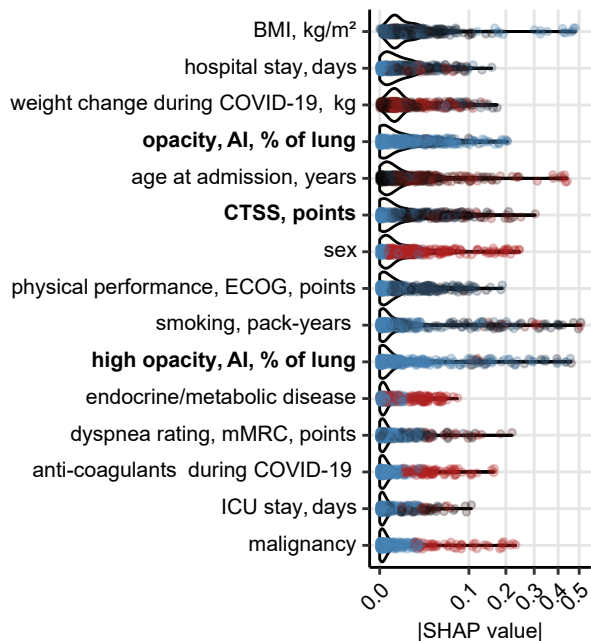 BMI, kg/m²
hospital stay, days
weight change during COVID-19, kg
opacity, AI, % of lung
age at admission, years
CTSS, points
sex
physical performance, ECOG, points
smoking, pack-years
high opacity, AI, % of lung
endocrine/metabolic disease
dyspnea rating, mMRC, points
anti-coagulants during COVID-19
ICU stay, days
malignancy
0.0 0.1 0.2 0.3 0.4 0.5
|SHAP value|